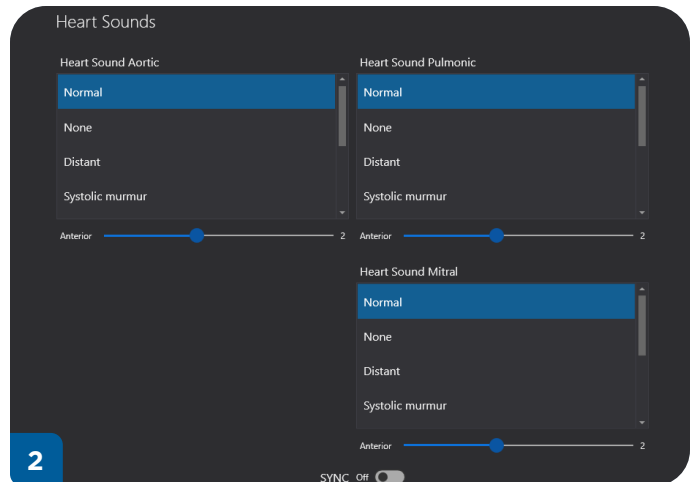 Heart Sounds
Heart Sound Aortic
Normal
None
Distant
Systolic murmur
Anterior 2
Heart Sound Pulmonic
Normal
None
Distant
Systolic murmur
Anterior 2
Heart Sound Mitral
Normal
None
Distant
Systolic murmur
Anterior 2
SYNC Off
2